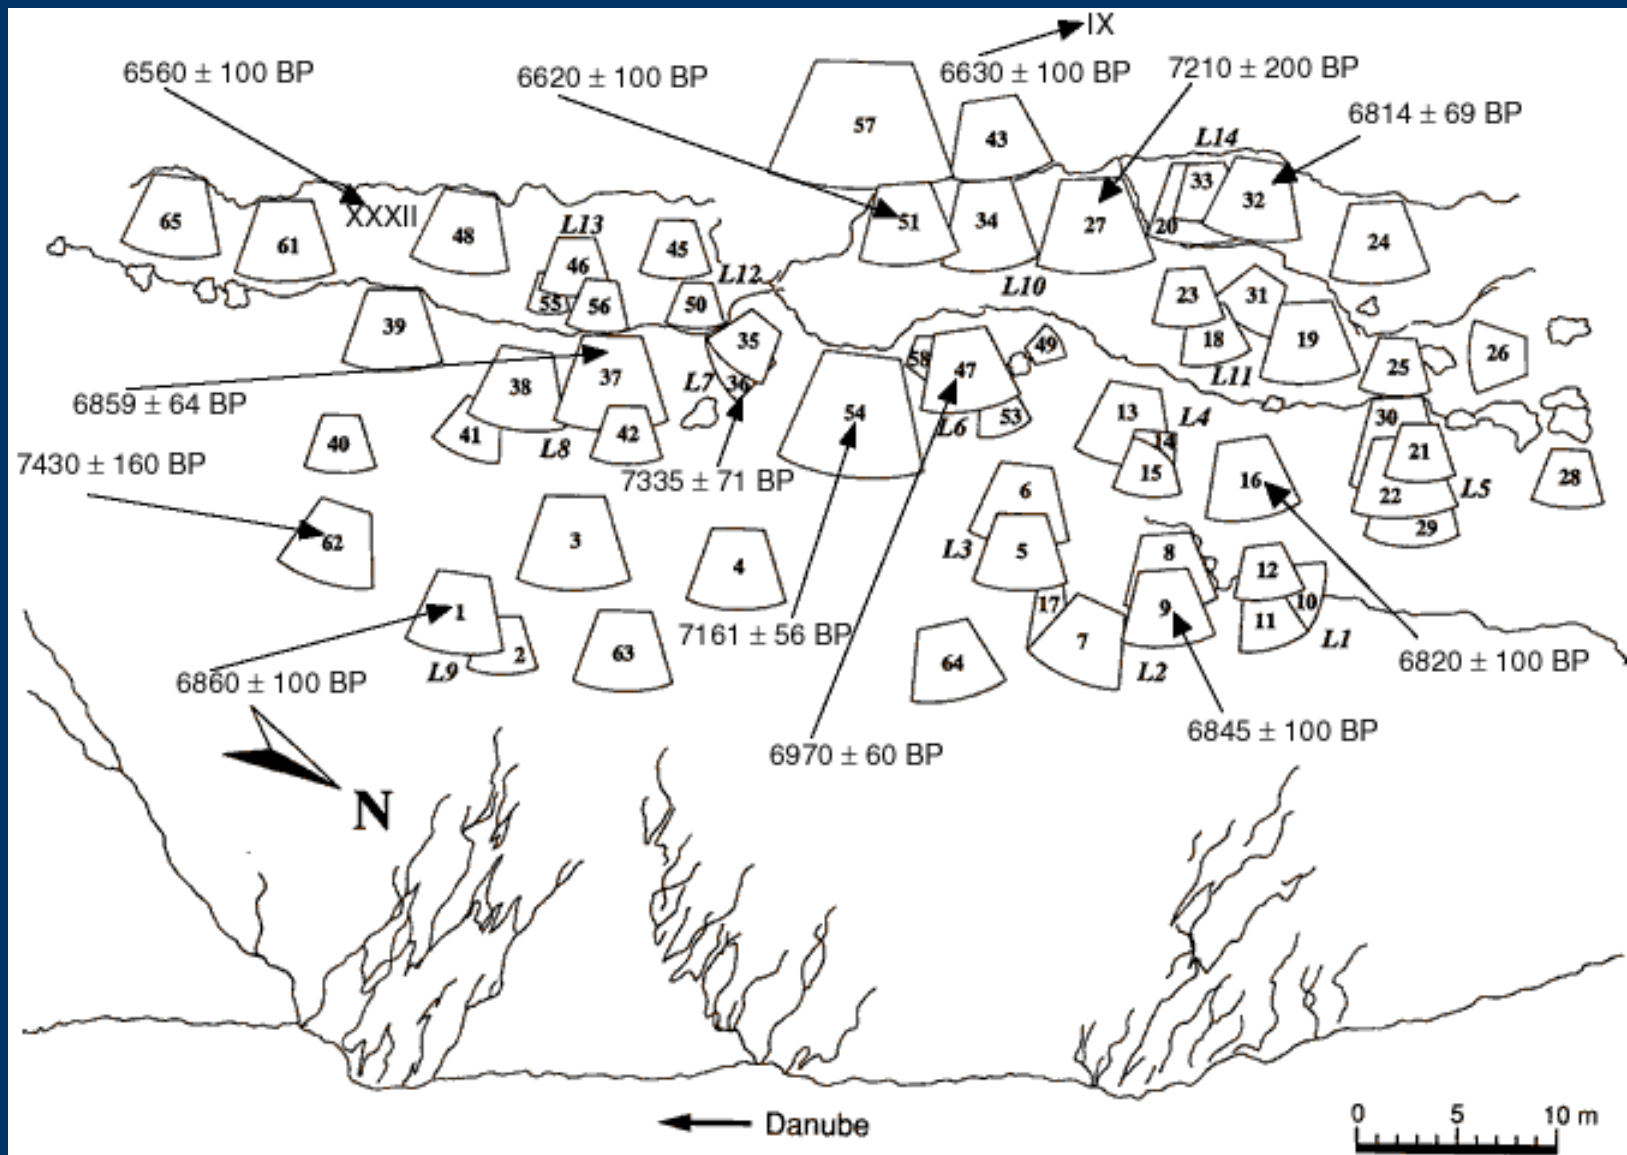 IX
6560 ± 100 BP
6620 ± 100 BP
6630 ± 100 BP
7210 ± 200 BP
6814 ± 69 BP
57
43
L14
33
32
20
65
61
XXXII
48
L13
46
45
51
34
27
24
L12
55
56
50
L10
23
31
18
19
L11
39
35
36
L7
58
47
49
25
26
38
37
6859 ± 64 BP
54
L6
53
13
L4
14
15
30
21
22
L5
29
28
40
41
L8
42
7430 ± 160 BP
7335 ± 71 BP
6
16
62
3
4
L3
5
8
12
17
9
10
11
L1
1
2
L9
63
7161 ± 56 BP
64
7
L2
6820 ± 100 BP
6860 ± 100 BP
6845 ± 100 BP
6970 ± 60 BP
N
Danube
0 5 10 m